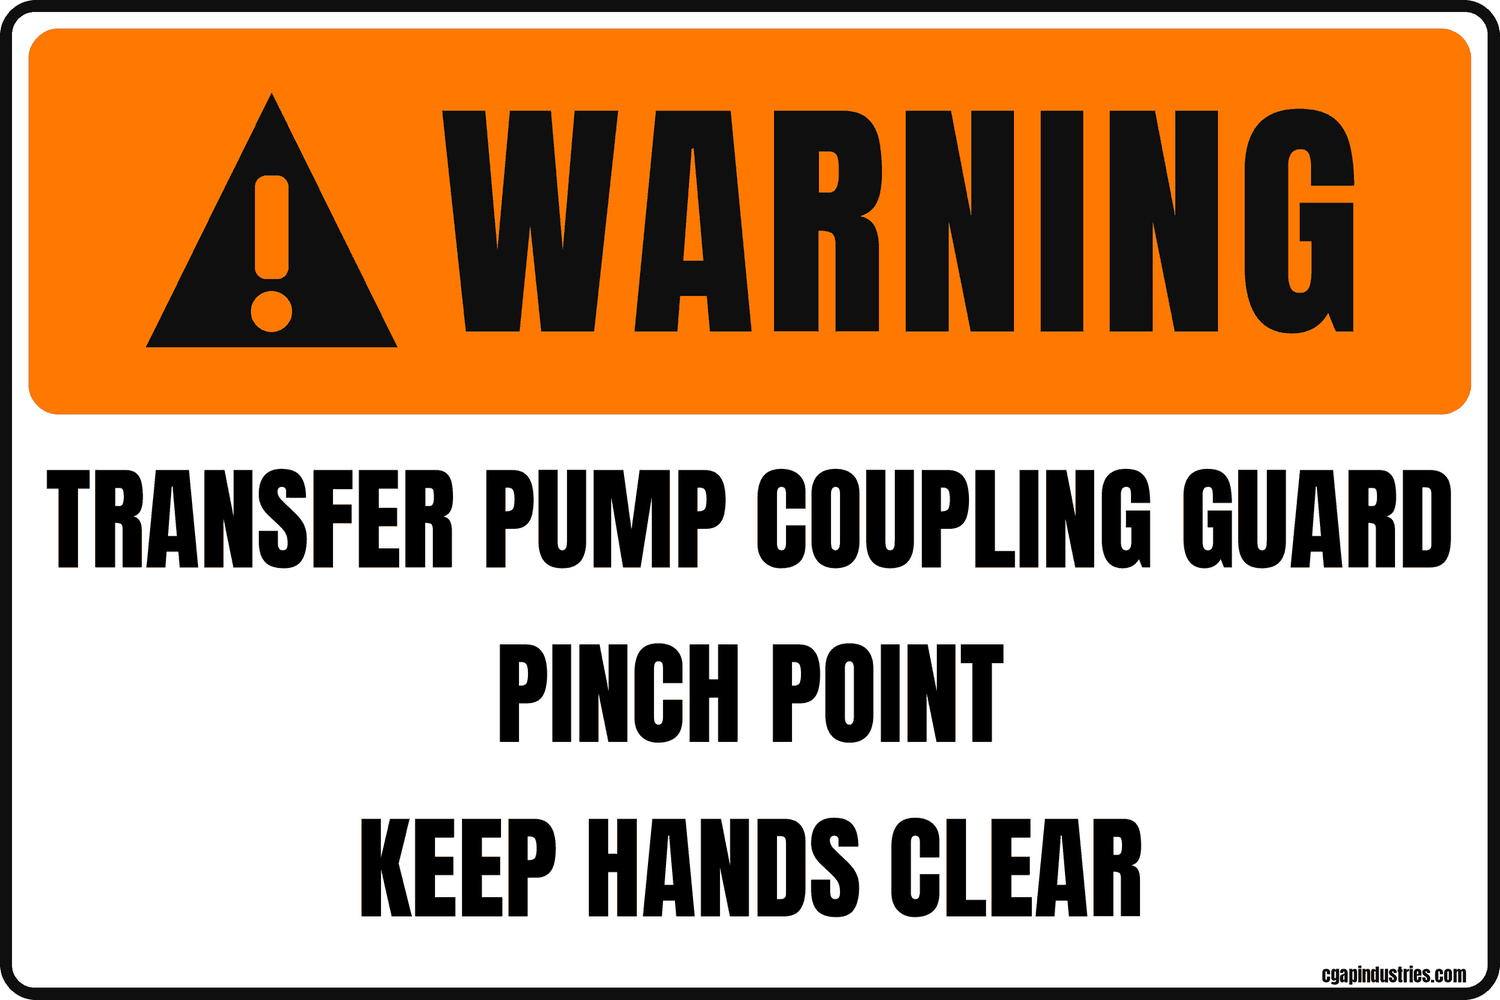 WARNING
TRANSFER PUMP COUPLING GUARD
PINCH POINT
KEEP HANDS CLEAR
cgapindustries.com